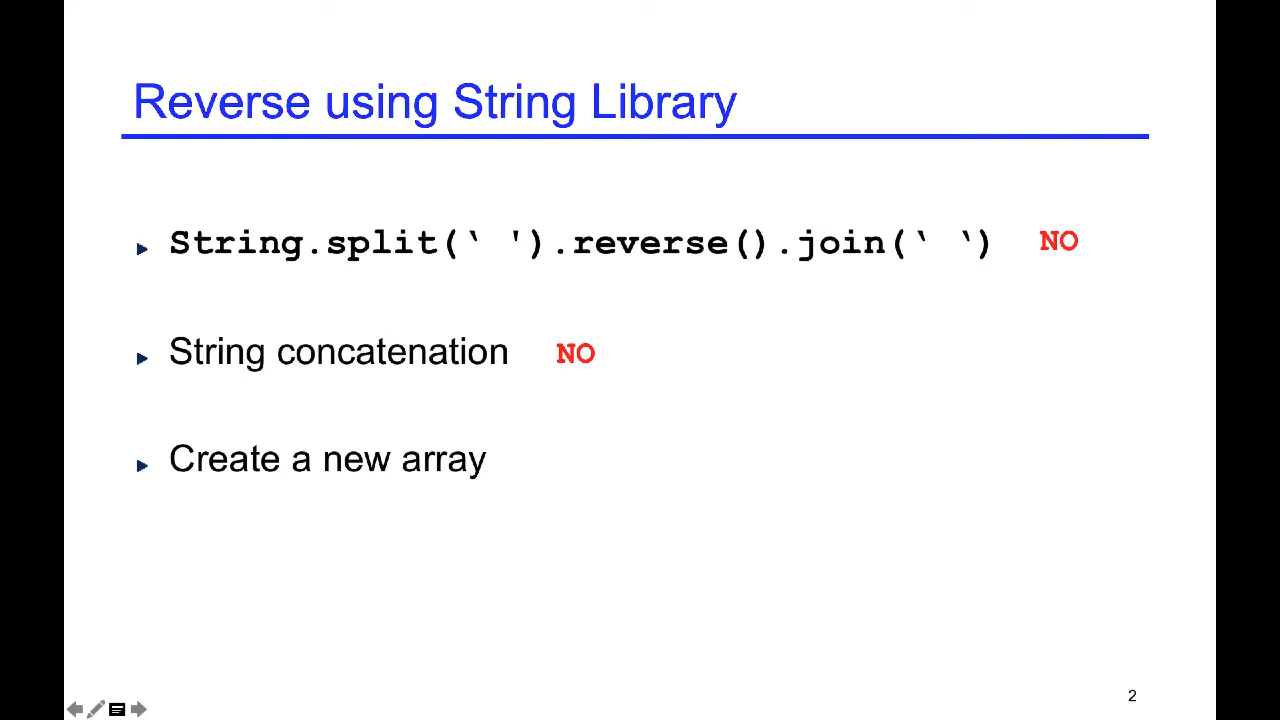 Reverse using String Library
String.split(‘ ').reverse().join(‘ ‘) NO
String concatenation NO
Create a new array
2